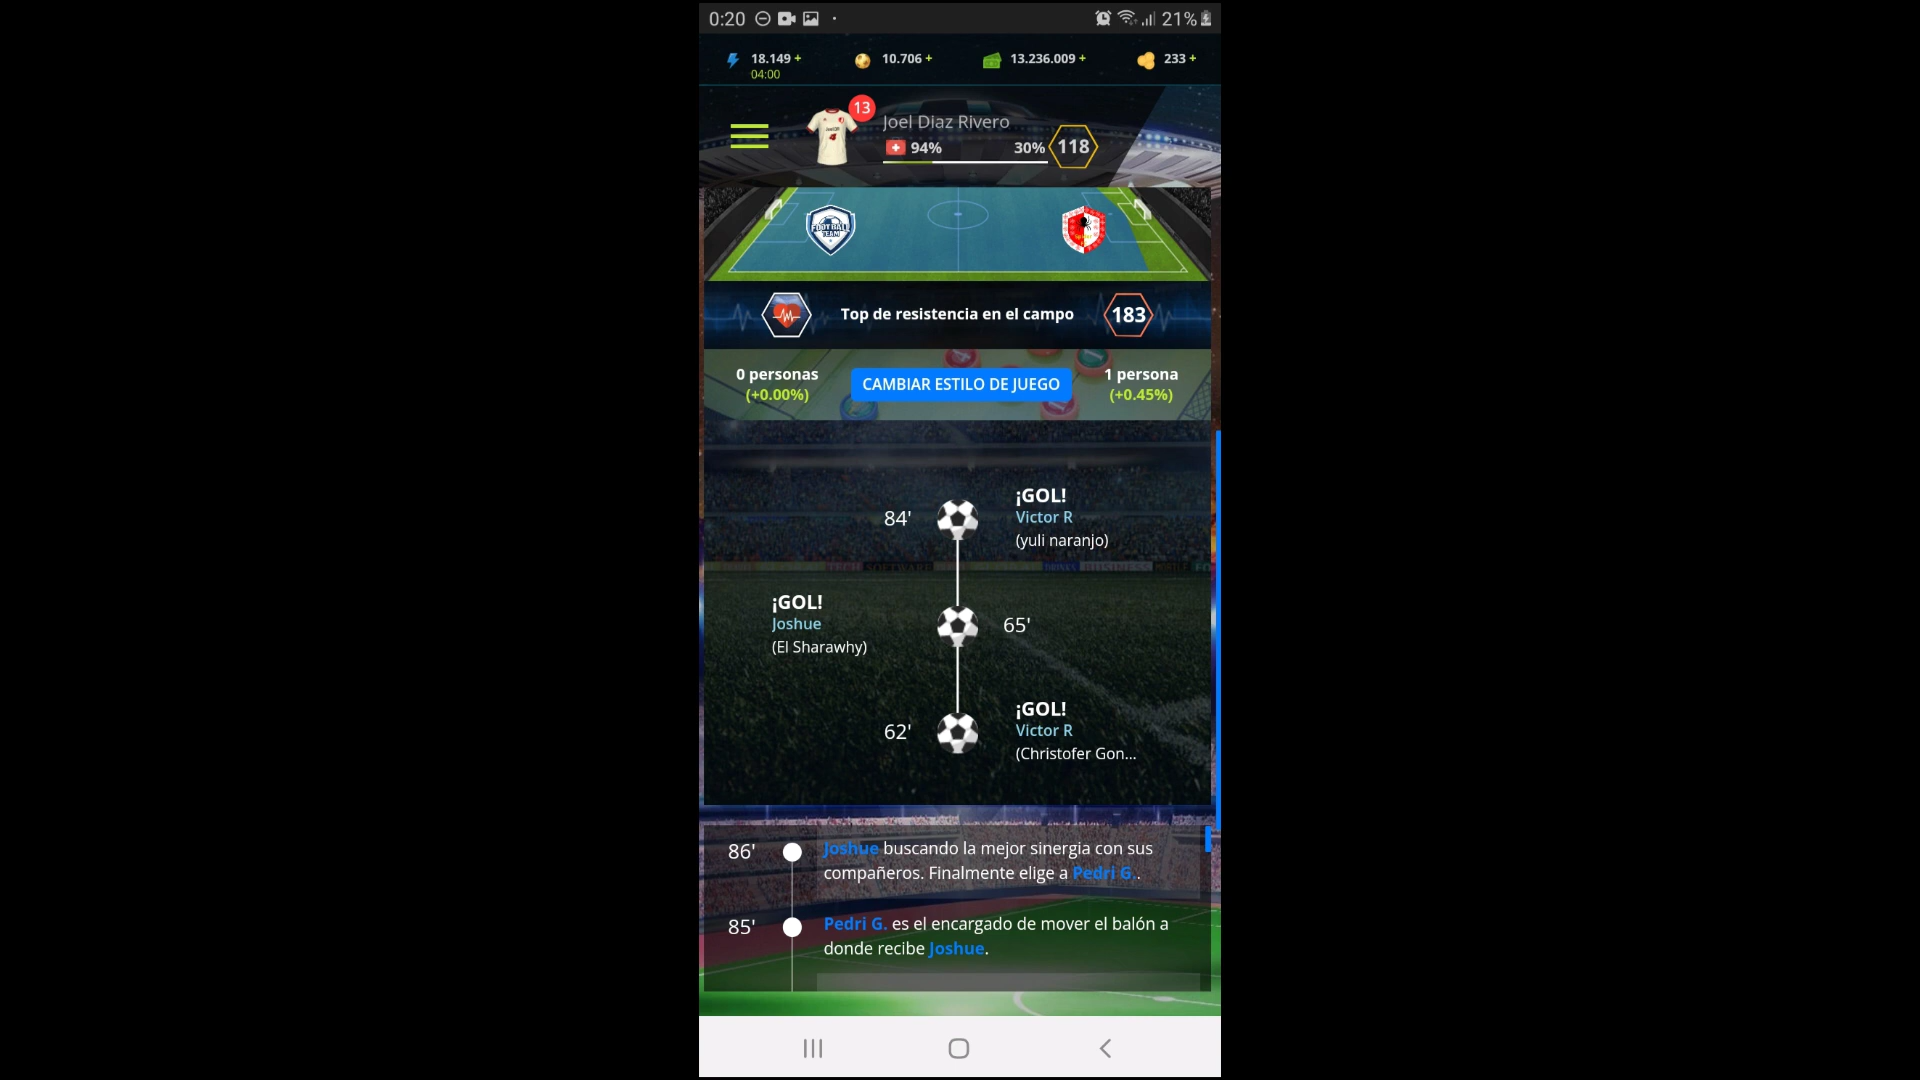 0:20
21%
18.149 +
04:00
10.706 +
13.236.009 +
233 +
13
Joel Diaz Rivero
94%
30%
118
FOOTBALL
TEAM
Top de resistencia en el campo
183
0 personas
(+0.00%)
CAMBIAR ESTILO DE JUEGO
1 persona
(+0.45%)
84'
¡GOL!
Victor R
(yuli naranjo)
¡GOL!
Joshue
(El Sharawhy)
65'
62'
¡GOL!
Victor R
(Christofer Gon...
86'
Joshue buscando la mejor sinergia con sus
compañeros. Finalmente elige a Pedri G. .
85'
Pedri G. es el encargado de mover el balón a
donde recibe Joshue.